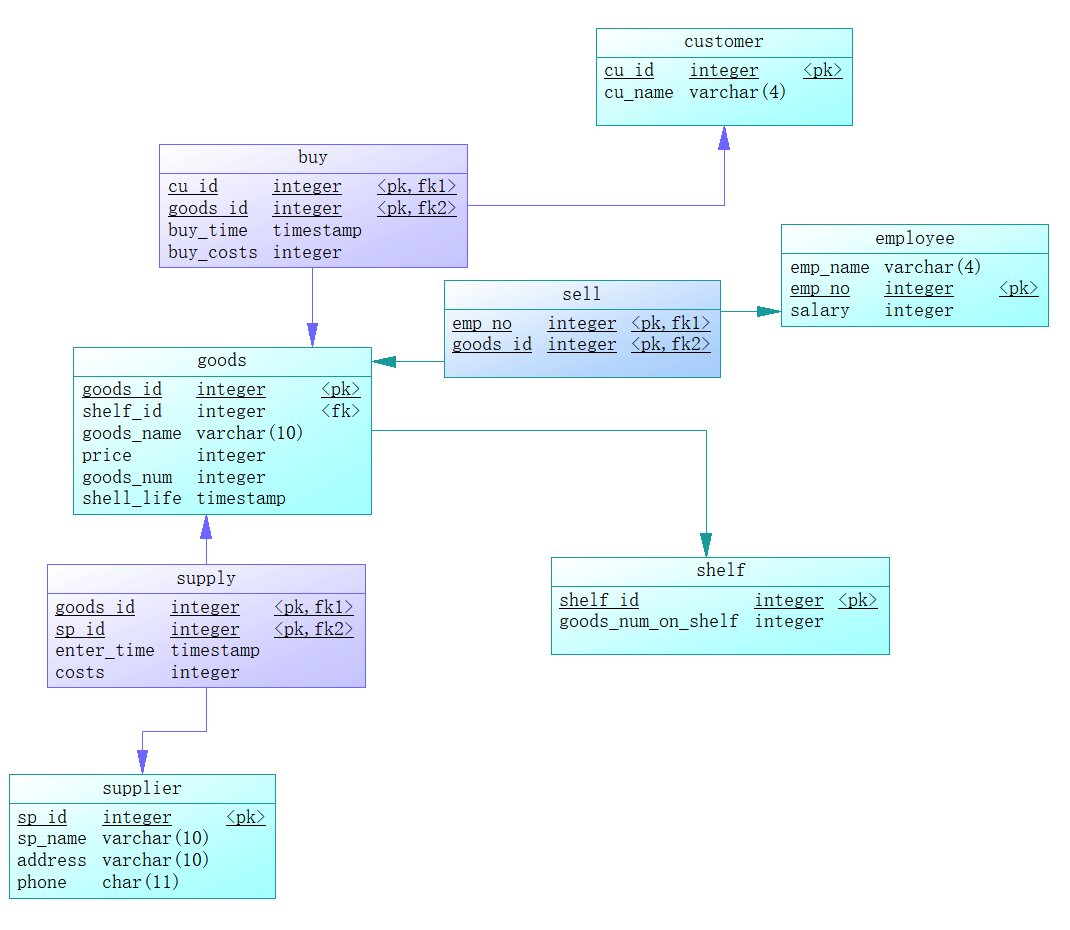 customer
cu_id integer <pk>
cu_name varchar(4)
buy
cu_id integer <pk,fk1>
goods_id integer <pk,fk2>
buy_time timestamp
buy_costs integer
employee
emp_name varchar(4)
emp_no integer <pk>
salary integer
sell
emp_no integer <pk,fk1>
goods_id integer <pk,fk2>
goods
goods_id integer <pk>
shelf_id integer <fk>
goods_name varchar(10)
price integer
goods_num integer
shell_life timestamp
shelf
shelf_id integer <pk>
goods_num_on_shelf integer
supply
goods_id integer <pk,fk1>
sp_id integer <pk,fk2>
enter_time timestamp
costs integer
supplier
sp_id integer <pk>
sp_name varchar(10)
address varchar(10)
phone char(11)